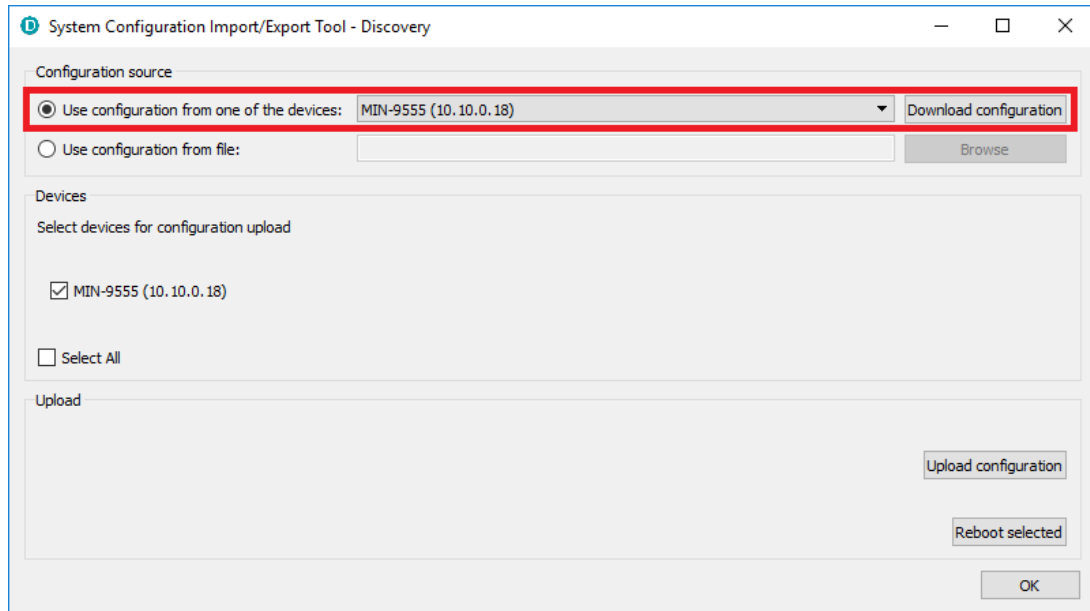 System Configuration Import/Export Tool - Discovery
Configuration source
Use configuration from one of the devices: MIN-9555 (10.10.0.18) Download configuration
Use configuration from file: Browse
Devices
Select devices for configuration upload
MIN-9555 (10.10.0.18)
Select All
Upload
Upload configuration
Reboot selected
OK